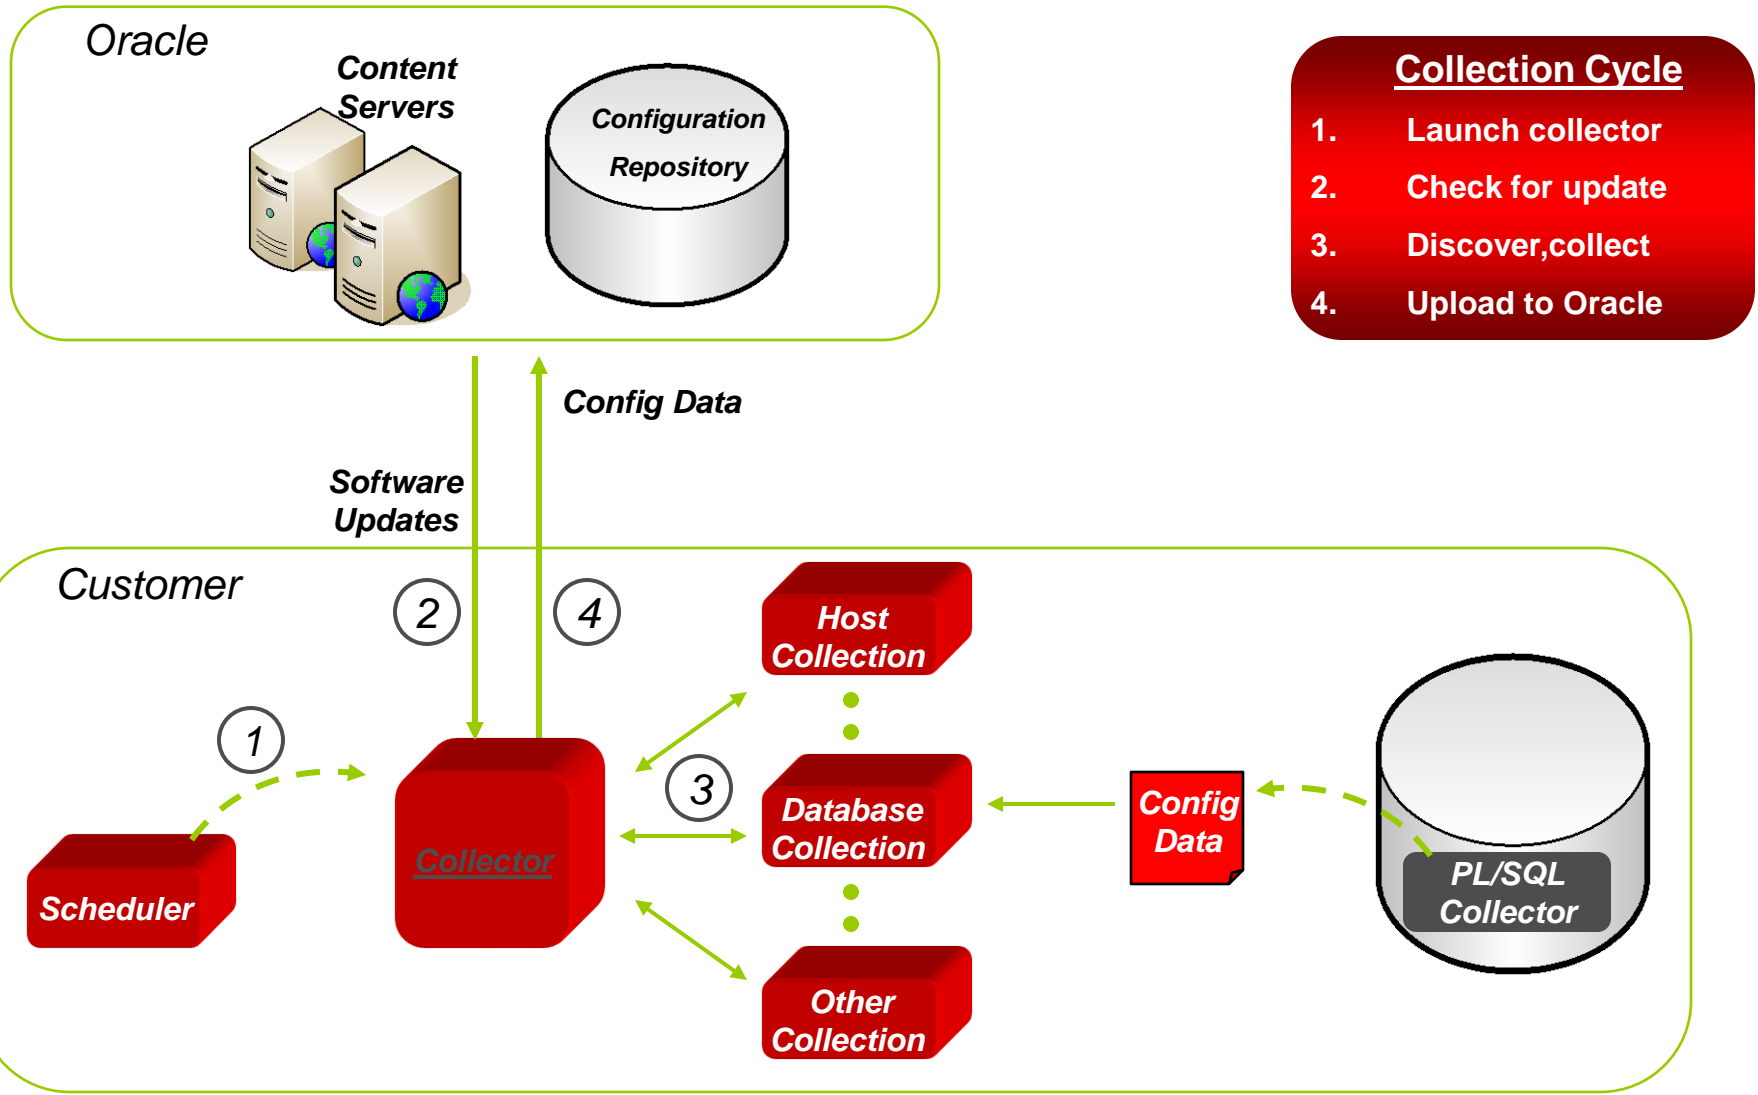 Oracle
Content
Servers
Configuration
Repository
Collection Cycle
1. Launch collector
2. Check for update
3. Discover,collect
4. Upload to Oracle
Config Data
Software
Updates
Customer
2
4
Host
Collection
1
3
Database
Collection
Config
Data
Collector
Scheduler
PL/SQL
Collector
Other
Collection